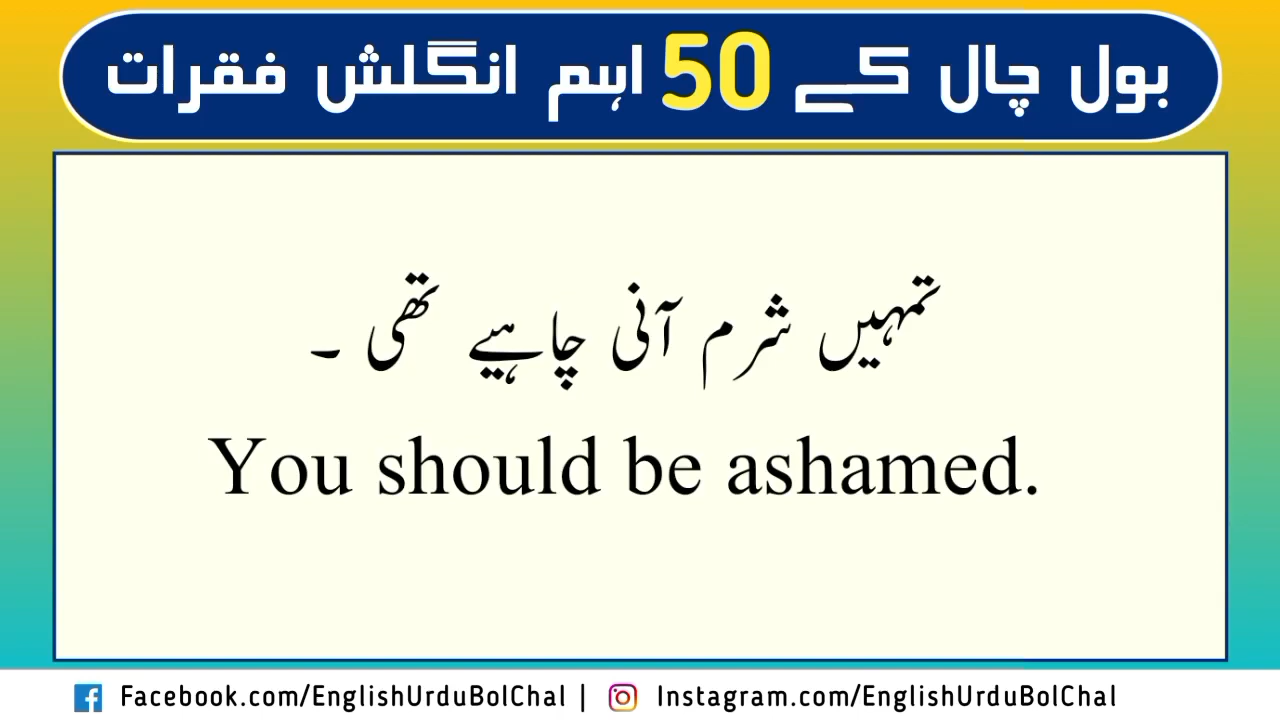 بول چال کے 50 اہم انگلش فقرات
تمہیں شرم آنی چاہیے تھی ۔
You should be ashamed.
Facebook.com/EnglishUrduBolChal | Instagram.com/EnglishUrduBolChal